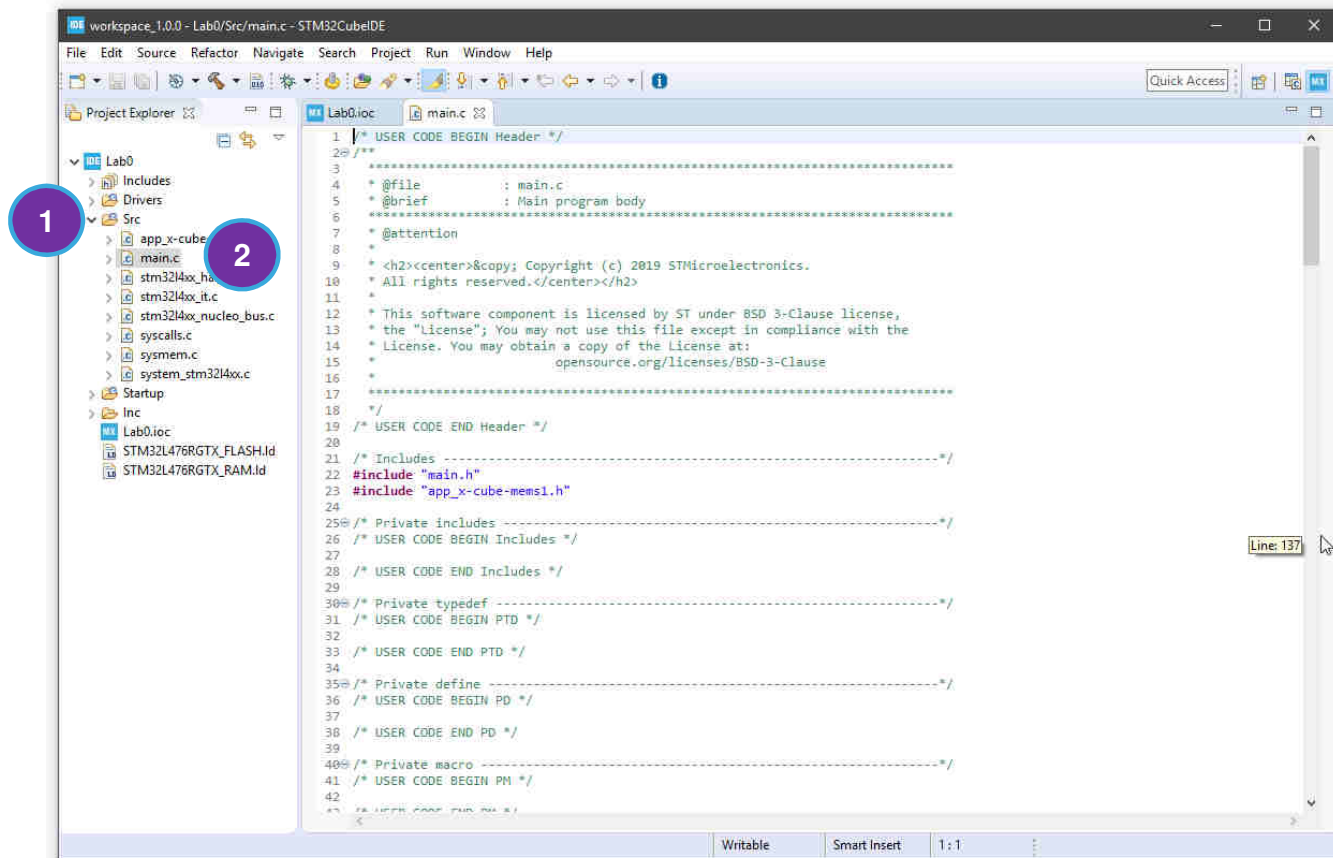 IDE workspace_1.0.0 - Lab0/Src/main.c - STM32CubeIDE
File Edit Source Refactor Navigate Search Project Run Window Help
Quick Access
MX
Project Explorer
MX Lab0.ioc
main.c
IDE Lab0
Includes
Drivers
1
Src
app_x-cube
main.c
2
stm32l4xx_ha
stm32l4xx_it.c
stm32l4xx_nucleo_bus.c
syscalls.c
sysmem.c
system_stm32l4xx.c
Startup
Inc
MX Lab0.ioc
STM32L476RGTX_FLASH.ld
STM32L476RGTX_RAM.ld
1 /* USER CODE BEGIN Header */
2 /**
3 ******************************************************************************
4 * @file : main.c
5 * @brief : Main program body
6 ******************************************************************************
7 * @attention
8 *
9 * <h2><center>&copy; Copyright (c) 2019 STMicroelectronics.
10 * All rights reserved.</center></h2>
11 *
12 * This software component is licensed by ST under BSD 3-Clause license,
13 * the "License"; You may not use this file except in compliance with the
14 * License. You may obtain a copy of the License at:
15 * opensource.org/licenses/BSD-3-Clause
16 *
17 ******************************************************************************
18 */
19 /* USER CODE END Header */
20
21 /* Includes ------------------------------------------------------------------*/
22 #include "main.h"
23 #include "app_x-cube-mems1.h"
24
25 /* Private includes ----------------------------------------------------------*/
26 /* USER CODE BEGIN Includes */
27
28 /* USER CODE END Includes */
29
30 /* Private typedef -----------------------------------------------------------*/
31 /* USER CODE BEGIN PTD */
32
33 /* USER CODE END PTD */
34
35 /* Private define ------------------------------------------------------------*/
36 /* USER CODE BEGIN PD */
37
38 /* USER CODE END PD */
39
40 /* Private macro -------------------------------------------------------------*/
41 /* USER CODE BEGIN PM */
42
Line: 137
Writable Smart Insert 1 : 1